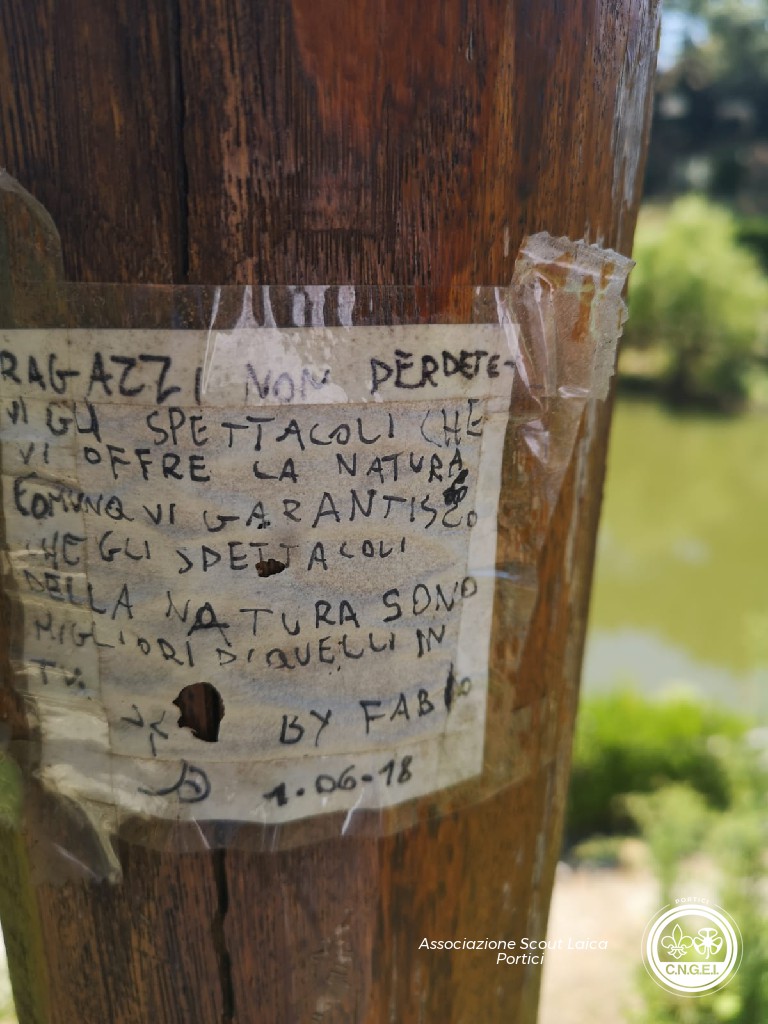 RAGAZZI NON PERDETE-
VI GLI SPETTACOLI CHE
VI OFFRE LA NATURA
COMUNQ VI GARANTISCO
CHE GLI SPETTACOLI
DELLA NATURA SONO
MIGLIORI DI QUELLI IN
TV.
BY FABIO
1-06-18
Associazione Scout Laica
Portici
PORTICI
C.N.G.E.I.